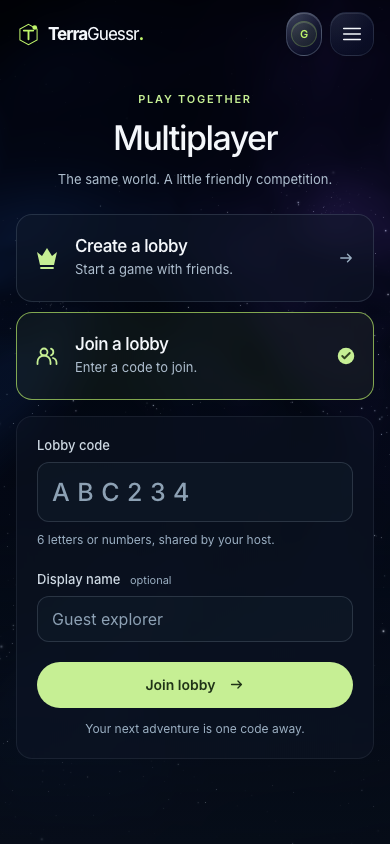 TerraGuessr.
G
PLAY TOGETHER
Multiplayer
The same world. A little friendly competition.
Create a lobby
Start a game with friends.
Join a lobby
Enter a code to join.
Lobby code
ABC234
6 letters or numbers, shared by your host.
Display name optional
Guest explorer
Join lobby
Your next adventure is one code away.